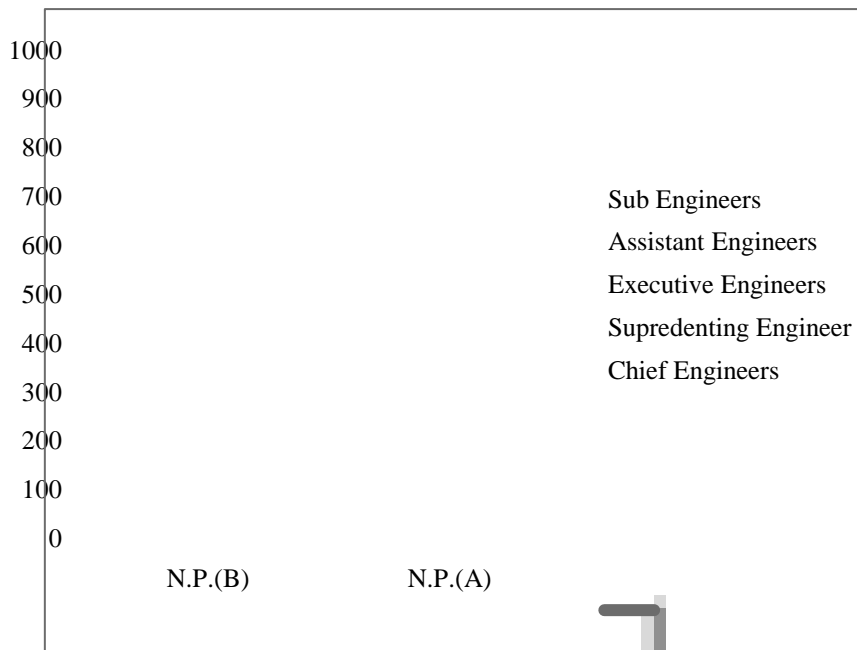 1000
900
800
700
600
500
400
300
200
100
0
N.P.(B)
N.P.(A)
Sub Engineers
Assistant Engineers
Executive Engineers
Supredenting Engineer
Chief Engineers